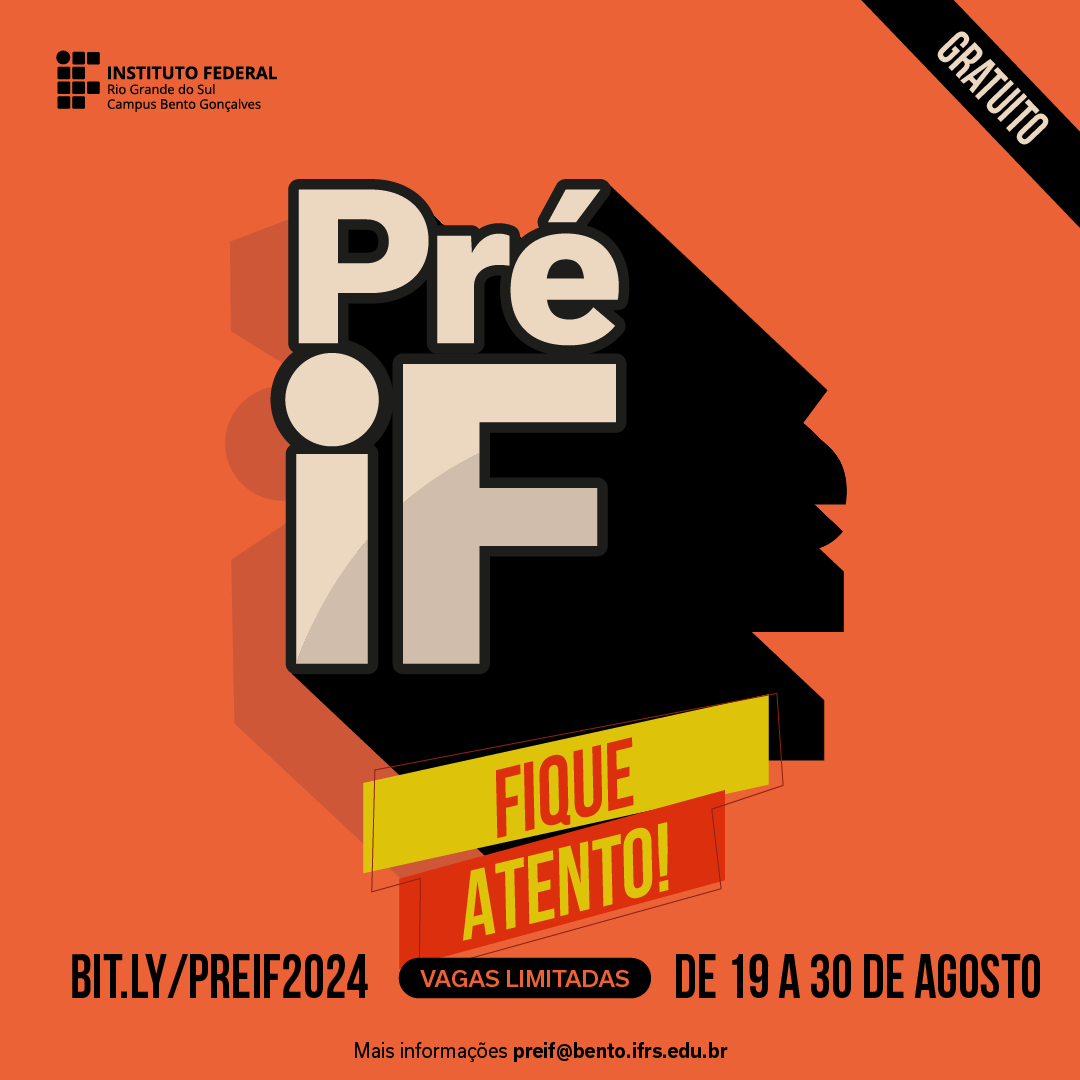 INSTITUTO FEDERAL
Rio Grande do Sul
Campus Bento Gonçalves
GRATUITO
Pré
iF
FIQUE
ATENTO!
BIT.LY/PREIF2024
VAGAS LIMITADAS
DE 19 A 30 DE AGOSTO
Mais informações preif@bento.ifrs.edu.br